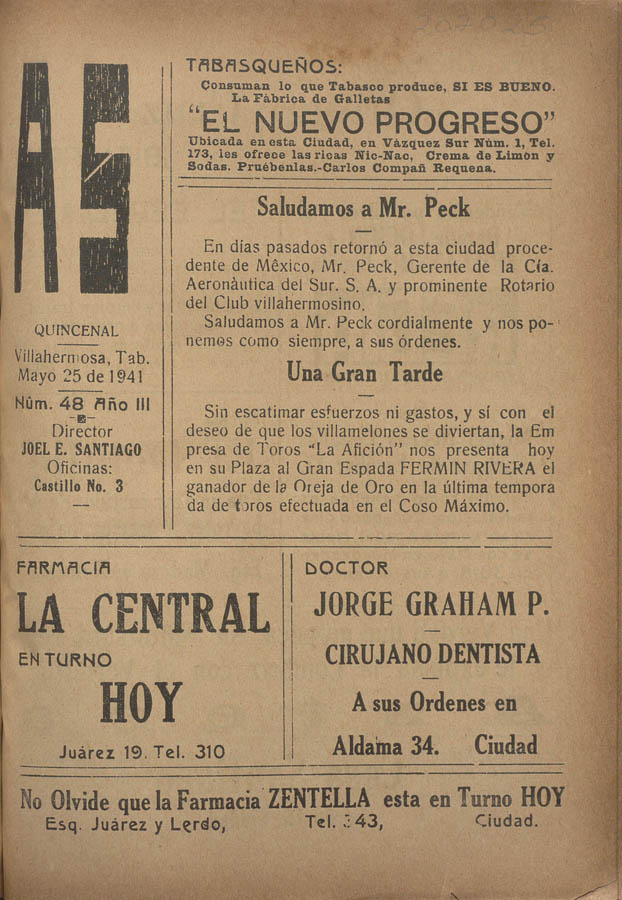 AS
QUINCENAL
Villahermosa, Tab.
Mayo 25 de 1941
Núm. 48 Año III
Director
JOEL E. SANTIAGO
Oficinas:
Castillo No. 3
TABASQUEÑOS:
Consuman lo que Tabasco produce, SI ES BUENO.
La Fàbrica de Galletas
"EL NUEVO PROGRESO"
Ubicada en esta Ciudad, en Vàzquez Sur Núm. 1, Tel.
173, les ofrece las ricas Nic-Nac, Crema de Limòn y
Sodas. Pruébenlas.-Carlos Compañ Requena.
Saludamos a Mr. Peck
En días pasados retornó a esta ciudad proce-
dente de Mêxico, Mr. Peck, Gerente de la Cía.
Aeronàutica del Sur. S. A. y prominente Rotario
del Club villahermosino.
Saludamos a Mr. Peck cordialmente y nos po-
nemos como siempre, a sus órdenes.
Una Gran Tarde
Sin escatimar esfuerzos ni gastos, y sí con el
deseo de que los villamelones se diviertan, la Em
presa de Toros "La Afición" nos presenta hoy
en su Plaza al Gran Espada FERMIN RIVERA el
ganador de la Oreja de Oro en la última tempora
da de toros efectuada en el Coso Máximo.
FARMACIA
LA CENTRAL
EN TURNO
HOY
Juárez 19. Tel. 310
DOCTOR
JORGE GRAHAM P.
CIRUJANO DENTISTA
A sus Ordenes en
Aldama 34. Ciudad
No Olvide que la Farmacia ZENTELLA esta en Turno HOY
Esq. Juárez y Lerdo, Tel. Ciudad.